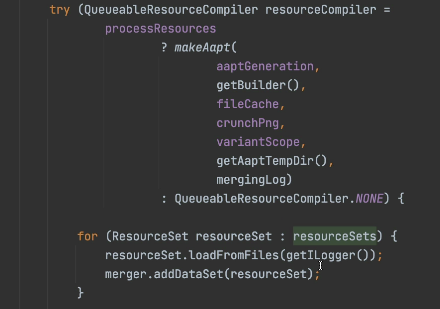 try (QueueableResourceCompiler resourceCompiler =
processResources
? makeAapt(
aaptGeneration,
getBuilder(),
fileCache,
crunchPng,
variantScope,
getAaptTempDir(),
mergingLog)
: QueueableResourceCompiler.NONE) {
for (ResourceSet resourceSet : resourceSets) {
resourceSet.loadFromFiles(getILogger());
merger.addDataSet(resourceSet);
}